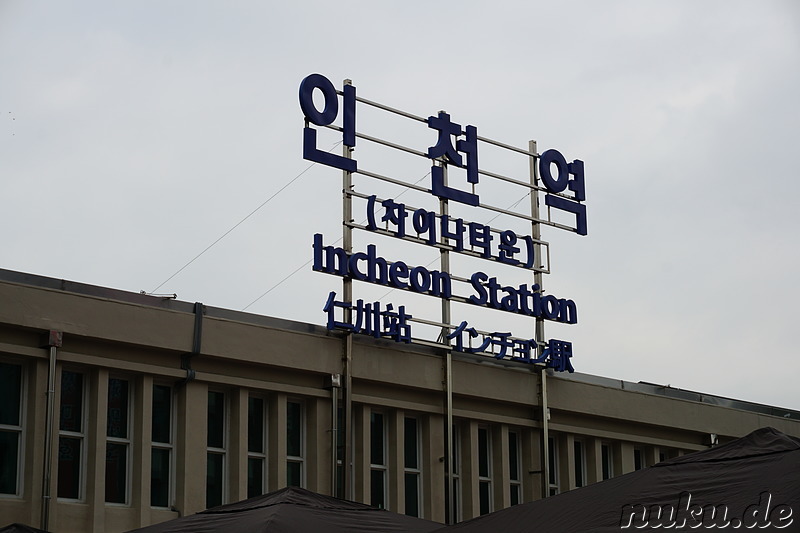 인천역
(차이나타운)
Incheon Station
仁川站 インチョン駅
nuku.de